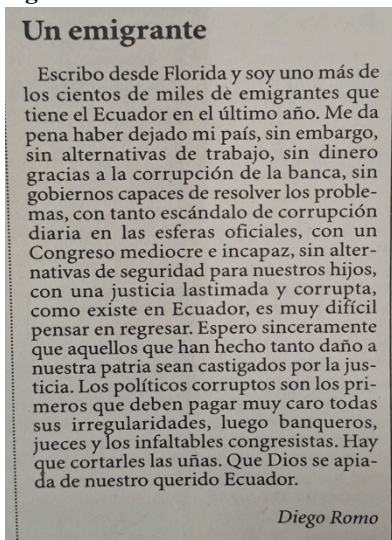 Un emigrante
Escribo desde Florida y soy uno más de
los cientos de miles de emigrantes que
tiene el Ecuador en el último año. Me da
pena haber dejado mi país, sin embargo,
sin alternativas de trabajo, sin dinero
gracias a la corrupción de la banca, sin
gobiernos capaces de resolver los proble-
mas, con tanto escándalo de corrupción
diaria en las esferas oficiales, con un
Congreso mediocre e incapaz, sin alter-
nativas de seguridad para nuestros hijos,
con una justicia lastimada y corrupta,
como existe en Ecuador, es muy difícil
pensar en regresar. Espero sinceramente
que aquellos que han hecho tanto daño a
nuestra patria sean castigados por la jus-
ticia. Los políticos corruptos son los pri-
meros que deben pagar muy caro todas
sus irregularidades, luego banqueros,
jueces y los infaltables congresistas. Hay
que cortarles las uñas. Que Dios se apia-
da de nuestro querido Ecuador.
Diego Romo